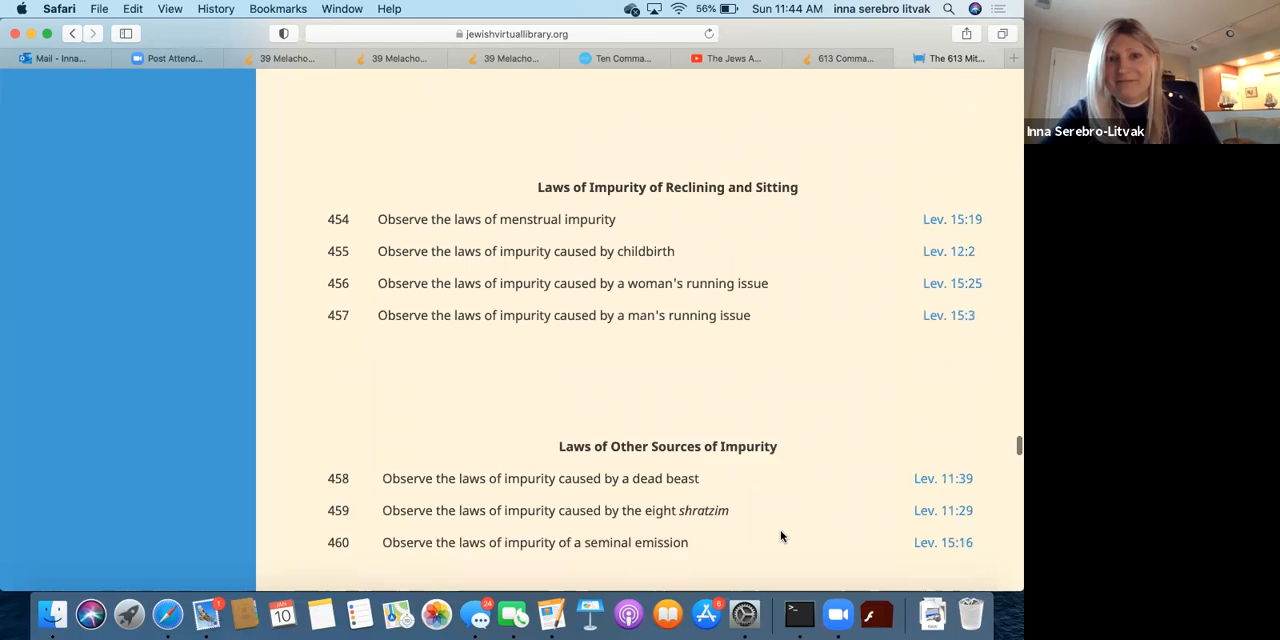 Safari File Edit View History Bookmarks Window Help 56% Sun 11:44 AM inna serebro litvak
jewishvirtuallibrary.org
Mail - Inna... Post Attend... 39 Melacho... 39 Melacho... 39 Melacho... Ten Comma... The Jews A... 613 Comma... The 613 Mit...
Inna Serebro-Litvak
Laws of Impurity of Reclining and Sitting
454 Observe the laws of menstrual impurity Lev. 15:19
455 Observe the laws of impurity caused by childbirth Lev. 12:2
456 Observe the laws of impurity caused by a woman's running issue Lev. 15:25
457 Observe the laws of impurity caused by a man's running issue Lev. 15:3
Laws of Other Sources of Impurity
458 Observe the laws of impurity caused by a dead beast Lev. 11:39
459 Observe the laws of impurity caused by the eight shratzim Lev. 11:29
460 Observe the laws of impurity of a seminal emission Lev. 15:16
1 JAN 10 24 6